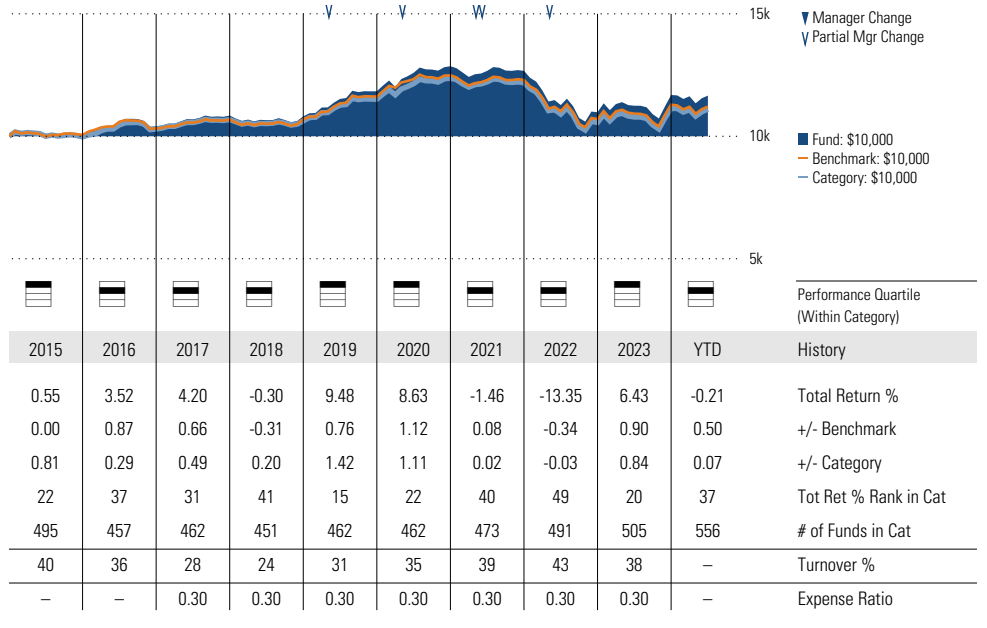 15k
▼ Manager Change
Partial Mgr Change
10k
Fund: $10,000
Benchmark: $10,000
Category: $10,000
5k
Performance Quartile
(Within Category)
2015 2016 2017 2018 2019 2020 2021 2022 2023 YTD History
0.55 3.52 4.20 -0.30 9.48 8.63 -1.46 -13.35 6.43 -0.21 Total Return %
0.00 0.87 0.66 -0.31 0.76 1.12 0.08 -0.34 0.90 0.50 +/- Benchmark
0.81 0.29 0.49 0.20 1.42 1.11 0.02 -0.03 0.84 0.07 +/- Category
22 37 31 41 15 22 40 49 20 37 Tot Ret % Rank in Cat
495 457 462 451 462 462 473 491 505 556 # of Funds in Cat
40 36 28 24 31 35 39 43 38 – Turnover %
– – 0.30 0.30 0.30 0.30 0.30 0.30 0.30 – Expense Ratio